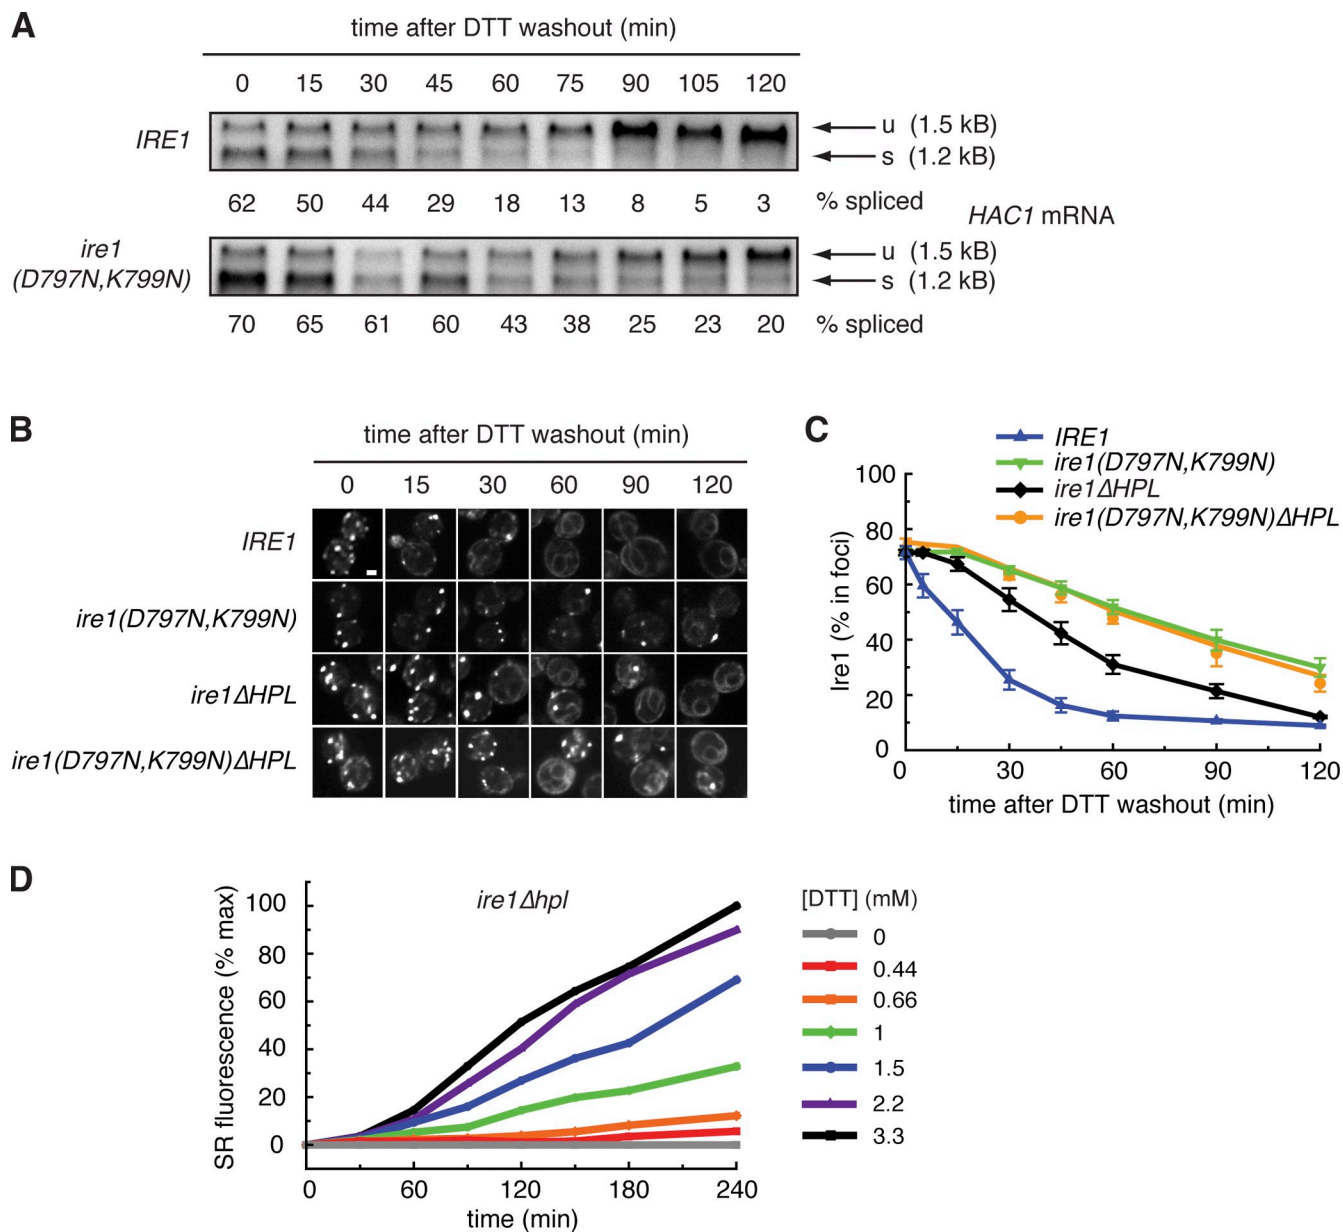 A
time after DTT washout (min)
0 15 30 45 60 75 90 105 120
IRE1
u (1.5 kB)
s (1.2 kB)
62 50 44 29 18 13 8 5 3 % spliced
HAC1 mRNA
ire1
(D797N,K799N)
u (1.5 kB)
s (1.2 kB)
70 65 61 60 43 38 25 23 20 % spliced
B
time after DTT washout (min)
0 15 30 60 90 120
IRE1
ire1(D797N,K799N)
ire1ΔHPL
ire1(D797N,K799N)ΔHPL
C
IRE1
ire1(D797N,K799N)
ire1ΔHPL
ire1(D797N,K799N)ΔHPL
Ire1 (% in foci)
100
80
60
40
20
0
0 30 60 90 120
time after DTT washout (min)
D
ire1Δhpl
SR fluorescence (% max)
100
80
60
40
20
0
0 60 120 180 240
time (min)
[DTT] (mM)
0
0.44
0.66
1
1.5
2.2
3.3